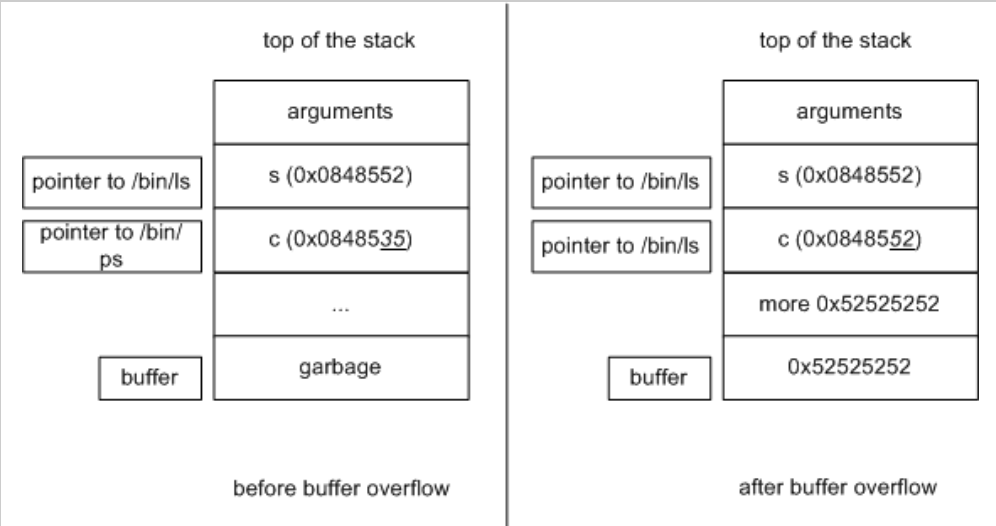 top of the stack
arguments
pointer to /bin/ls
s (0x0848552)
pointer to /bin/
ps
c (0x0848535)
...
buffer
garbage
before buffer overflow
top of the stack
arguments
pointer to /bin/ls
s (0x0848552)
pointer to /bin/ls
c (0x0848552)
more 0x52525252
buffer
0x52525252
after buffer overflow